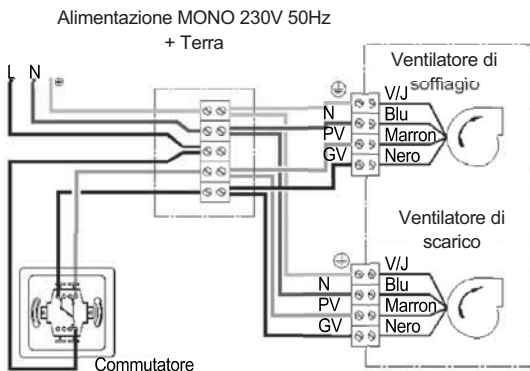 Alimentazione MONO 230V 50Hz
+ Terra
L N
Ventilatore di
soffiagio
N
PV
GV
V/J
Blu
Marron
Nero
Ventilatore di
scarico
N
PV
GV
V/J
Blu
Marron
Nero
Commutatore